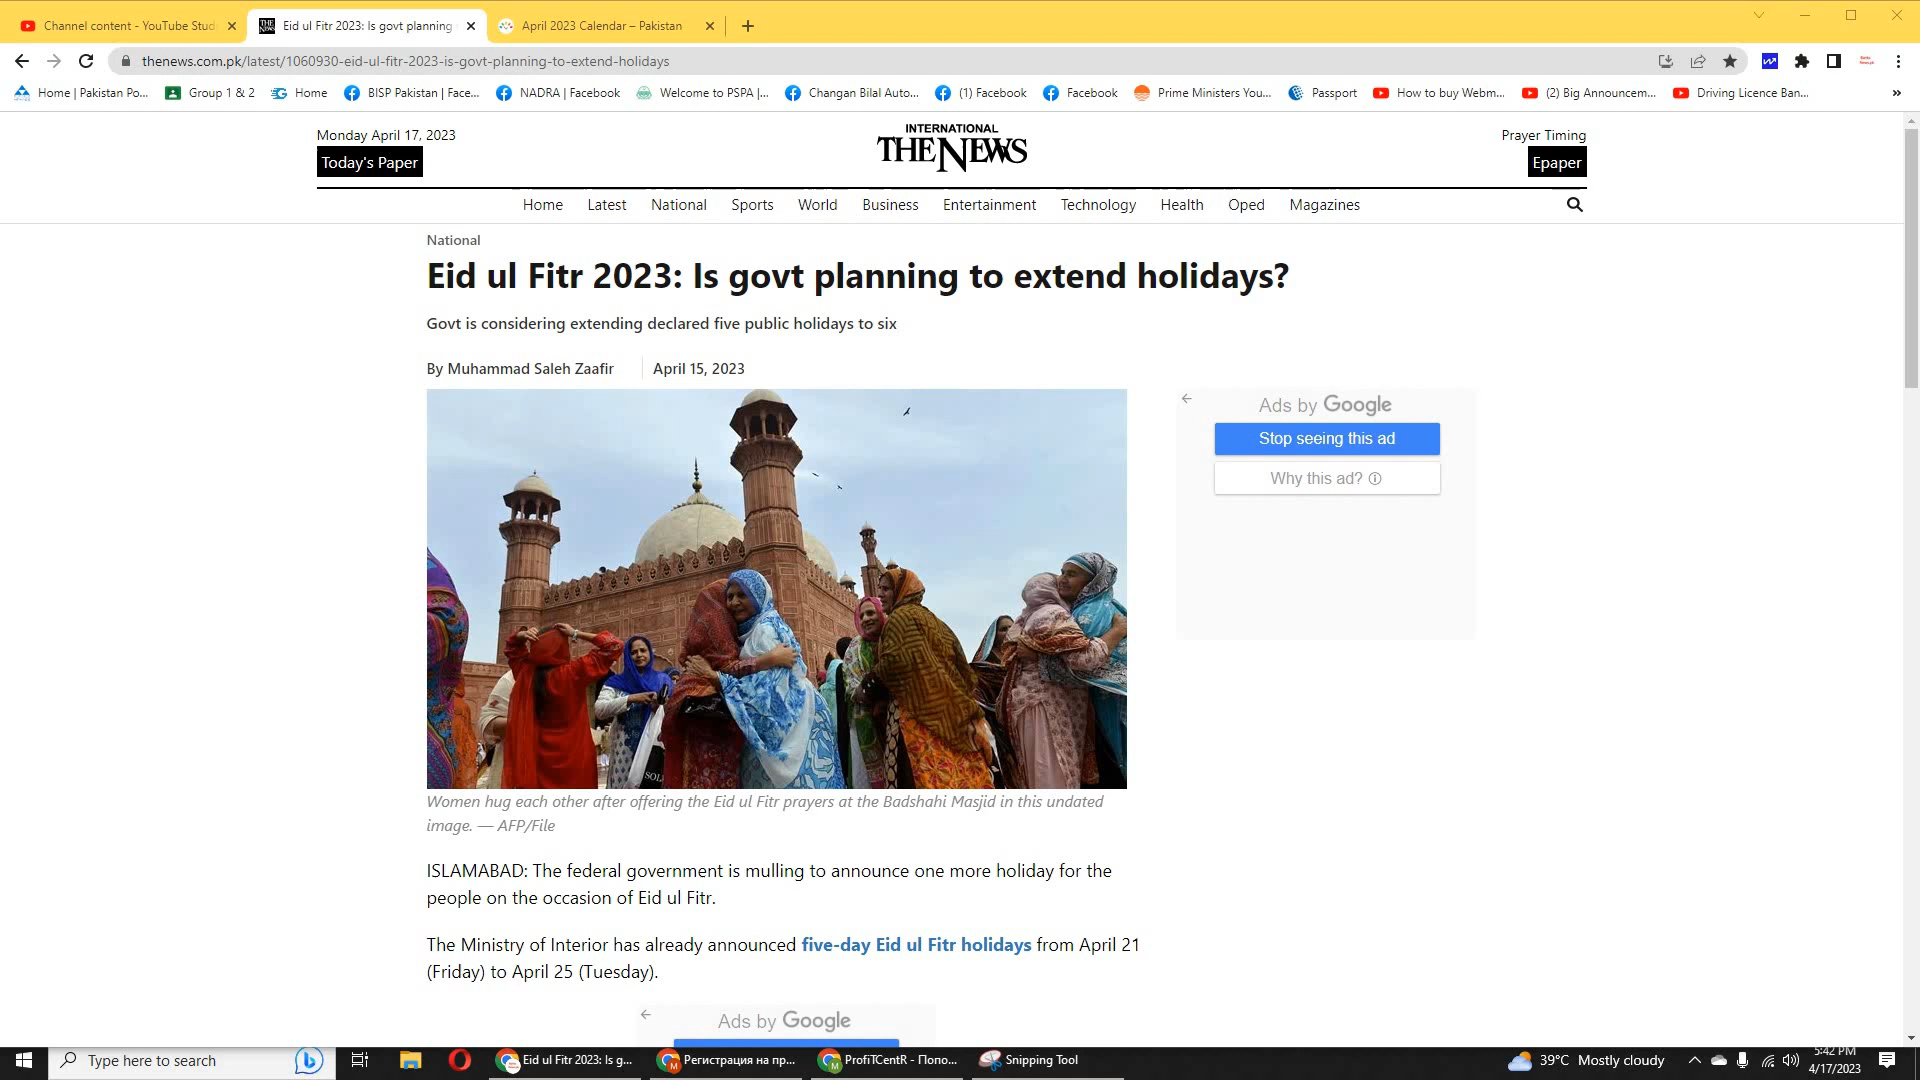 Channel content - YouTube Stud
Eid ul Fitr 2023: Is govt planning
April 2023 Calendar – Pakistan
thenews.com.pk/latest/1060930-eid-ul-fitr-2023-is-govt-planning-to-extend-holidays
Home | Pakistan Po...
Group 1 & 2
Home
BISP Pakistan | Face...
NADRA | Facebook
Welcome to PSPA |...
Changan Bilal Auto...
(1) Facebook
Facebook
Prime Ministers You...
Passport
How to buy Webm...
(2) Big Announcem...
Driving Licence Ban...
»
Monday April 17, 2023
Today's Paper
INTERNATIONAL
THE NEWS
Prayer Timing
Epaper
Home Latest National Sports World Business Entertainment Technology Health Oped Magazines
National
Eid ul Fitr 2023: Is govt planning to extend holidays?
Govt is considering extending declared five public holidays to six
By Muhammad Saleh Zaafir
April 15, 2023
Ads by Google
Stop seeing this ad
Why this ad?
SOL
Women hug each other after offering the Eid ul Fitr prayers at the Badshahi Masjid in this undated
image. — AFP/File
ISLAMABAD: The federal government is mulling to announce one more holiday for the
people on the occasion of Eid ul Fitr.
The Ministry of Interior has already announced five-day Eid ul Fitr holidays from April 21
(Friday) to April 25 (Tuesday).
Ads by Google
Type here to search
Eid ul Fitr 2023: Is g...
Регистрация на пр...
ProfiTCentR - Попо...
Snipping Tool
39°C Mostly cloudy
5:42 PM
4/17/2023